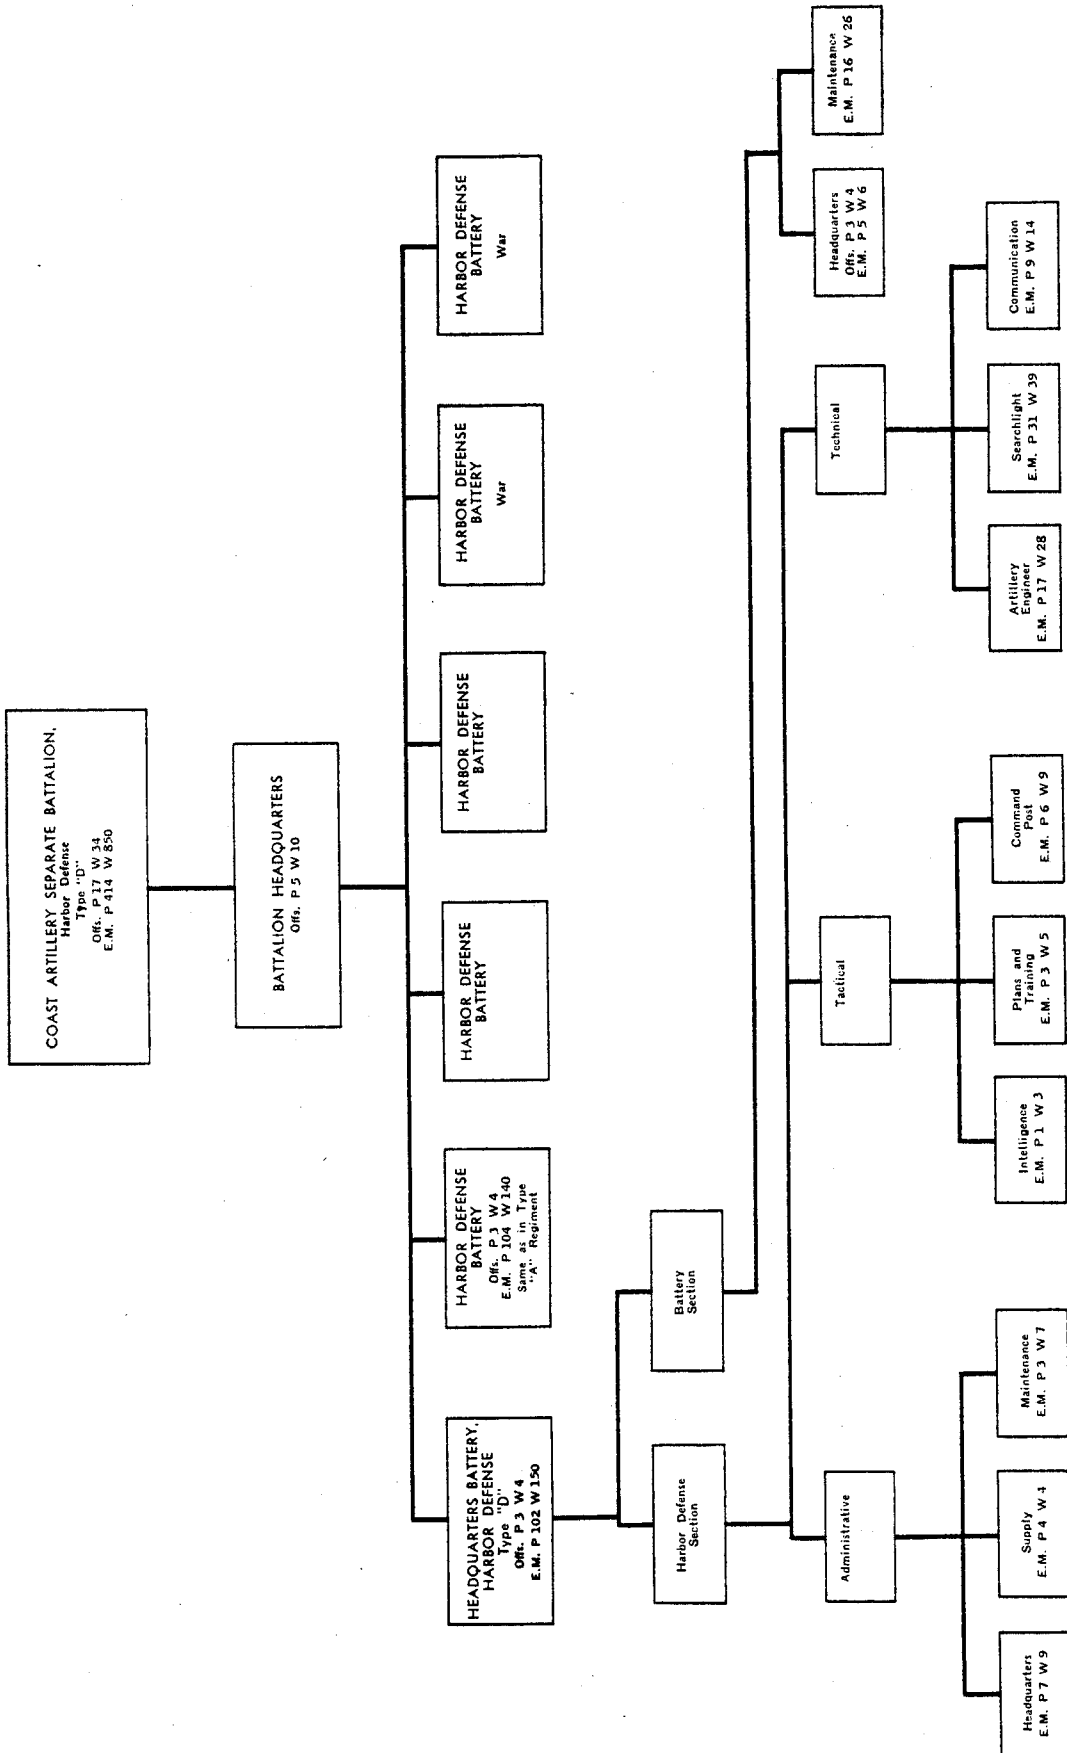 COAST ARTILLERY SEPARATE BATTALION,
Harbor Defense
Type "D"
Offs. P 17 W 34
E.M. P 414 W 850
BATTALION HEADQUARTERS
Offs. P 5 W 10
HEADQUARTERS BATTERY,
HARBOR DEFENSE
Type "D"
Offs. P 3 W 4
E.M. P 102 W 150
HARBOR DEFENSE
BATTERY
Offs. P 3 W 4
E.M. P 104 W 140
Same as in Type
"A" Regiment
HARBOR DEFENSE
BATTERY
HARBOR DEFENSE
BATTERY
HARBOR DEFENSE
BATTERY
War
HARBOR DEFENSE
BATTERY
War
Harbor Defense
Section
Battery
Section
Administrative
Tactical
Technical
Headquarters
Offs. P 3 W 4
E.M. P 5 W 6
Maintenance
E.M. P 16 W 26
Headquarters
E.M. P 7 W 9
Supply
E.M. P 4 W 4
Maintenance
E.M. P 3 W 7
Intelligence
E.M. P 1 W 3
Plans and
Training
E.M. P 3 W 5
Command
Post
E.M. P 6 W 9
Artillery
Engineer
E.M. P 17 W 28
Searchlight
E.M. P 31 W 39
Communication
E.M. P 9 W 14